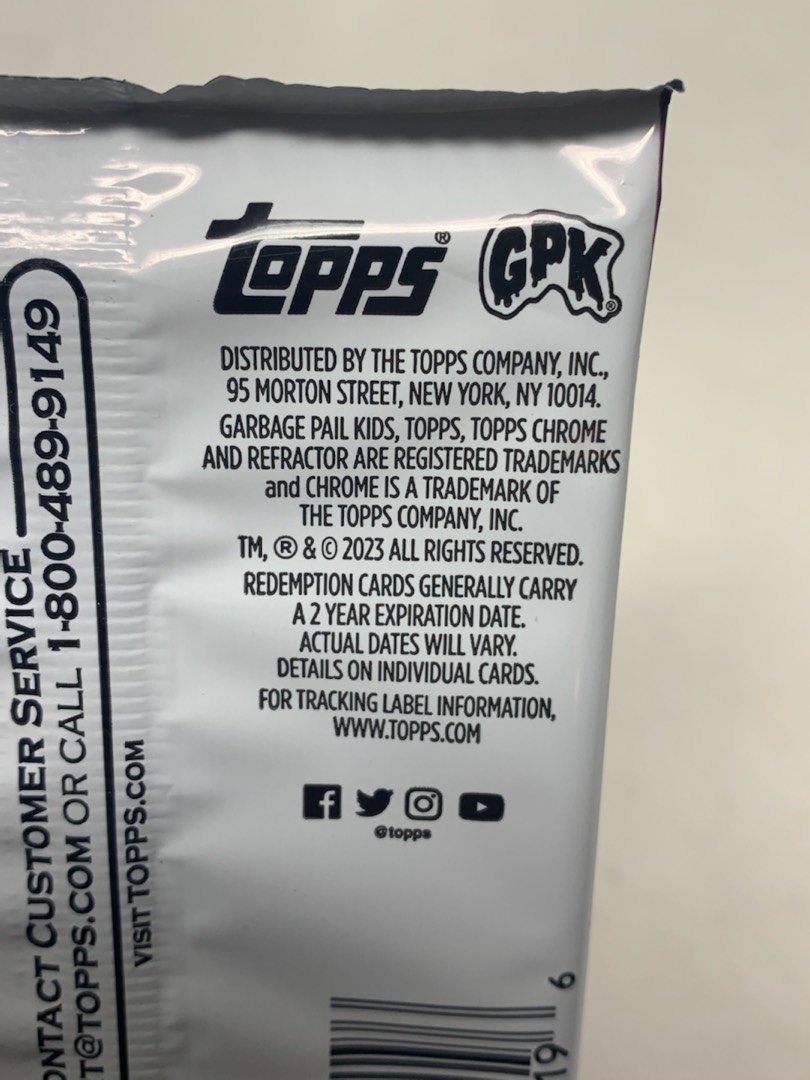 topps®
GPK®
DISTRIBUTED BY THE TOPPS COMPANY, INC.,
95 MORTON STREET, NEW YORK, NY 10014.
GARBAGE PAIL KIDS, TOPPS, TOPPS CHROME
AND REFRACTOR ARE REGISTERED TRADEMARKS
and CHROME IS A TRADEMARK OF
THE TOPPS COMPANY, INC.
TM, ® & © 2023 ALL RIGHTS RESERVED.
REDEMPTION CARDS GENERALLY CARRY
A 2 YEAR EXPIRATION DATE.
ACTUAL DATES WILL VARY.
DETAILS ON INDIVIDUAL CARDS.
FOR TRACKING LABEL INFORMATION,
WWW.TOPPS.COM
@topps
ONTACT CUSTOMER SERVICE
T@TOPPS.COM OR CALL 1-800-489-9149
VISIT TOPPS.COM
19 6